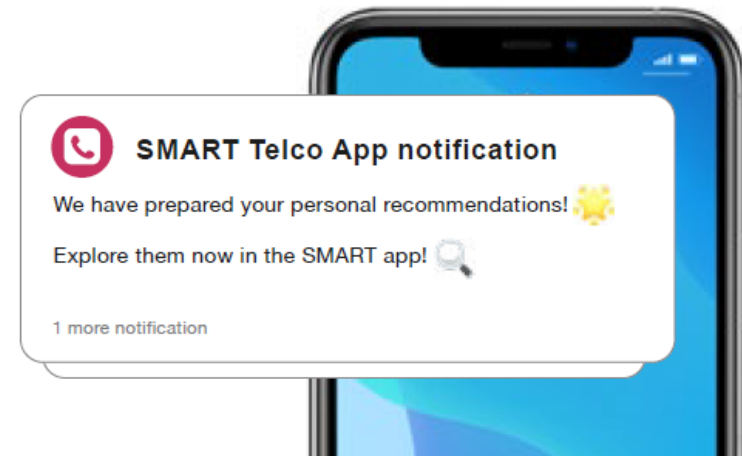 SMART Telco App notification
We have prepared your personal recommendations!
Explore them now in the SMART app!
1 more notification